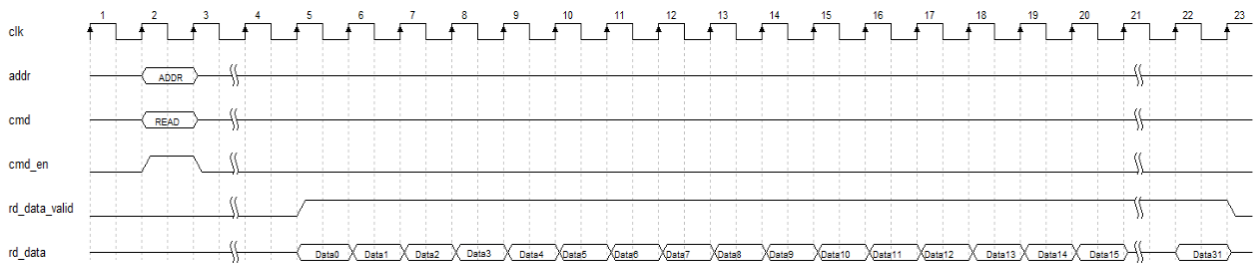 1 2 3 4 5 6 7 8 9 10 11 12 13 14 15 16 17 18 19 20 21 22 23
clk
addr ADDR
cmd READ
cmd_en
rd_data_valid
rd_data Data0 Data1 Data2 Data3 Data4 Data5 Data6 Data7 Data8 Data9 Data10 Data11 Data12 Data13 Data14 Data15 Data31